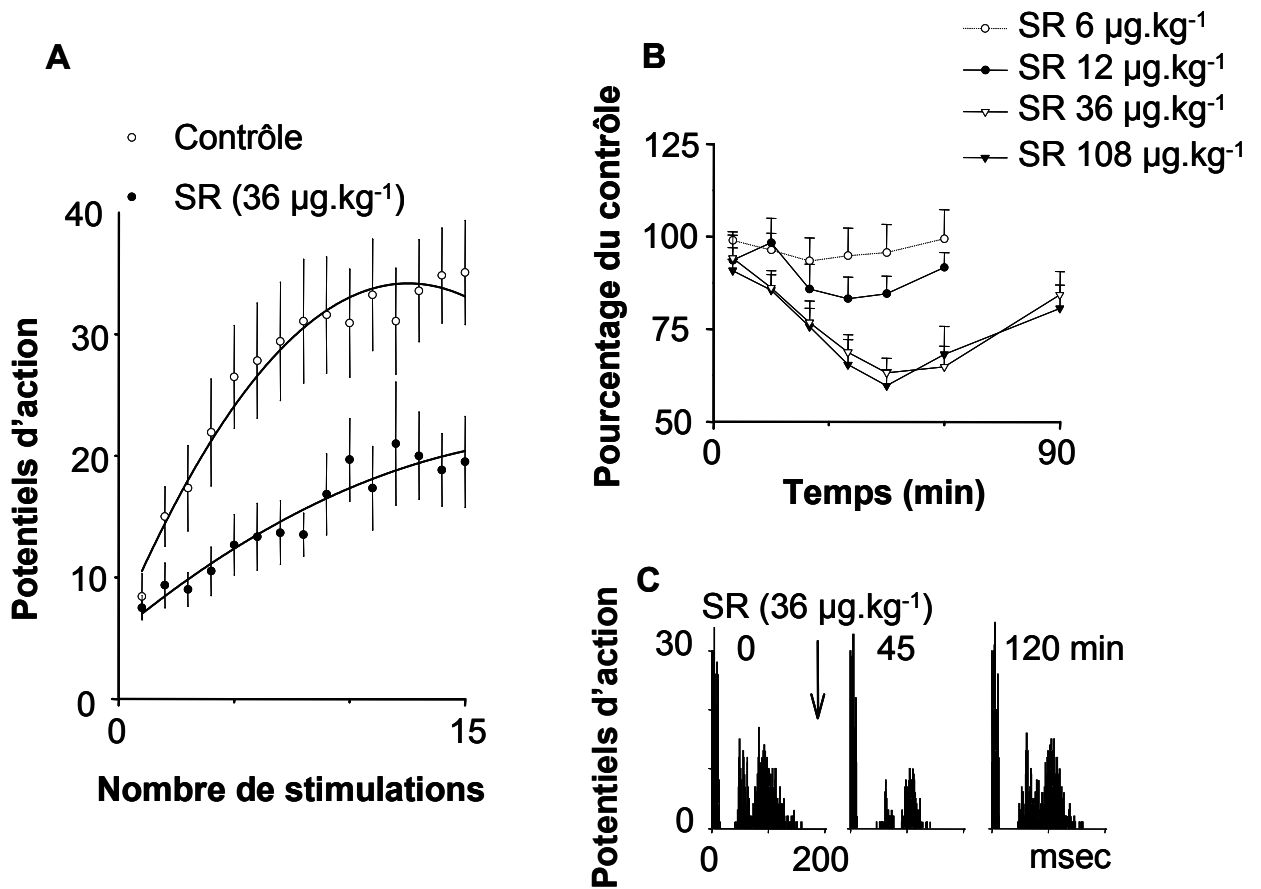 A
Contrôle
SR (36 µg.kg-1)
Potentiels d’action
40
30
20
10
0
0
15
Nombre de stimulations
B
SR 6 µg.kg-1
SR 12 µg.kg-1
SR 36 µg.kg-1
SR 108 µg.kg-1
Pourcentage du contrôle
125
100
75
50
0
90
Temps (min)
C
SR (36 µg.kg-1)
Potentiels d’action
30
0
0
45
120 min
0
200
msec